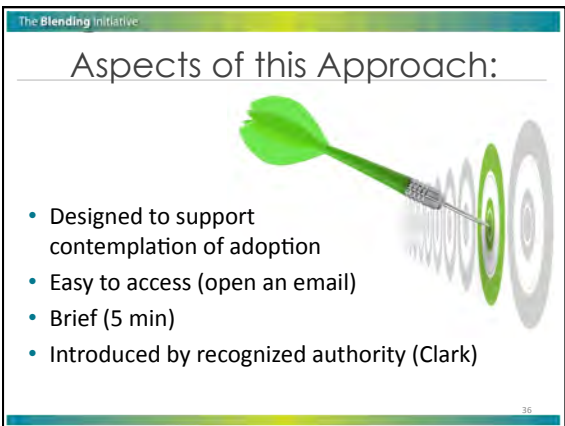 The Blending Initiative
Aspects of this Approach:
• Designed to support
contemplation of adoption
• Easy to access (open an email)
• Brief (5 min)
• Introduced by recognized authority (Clark)
36